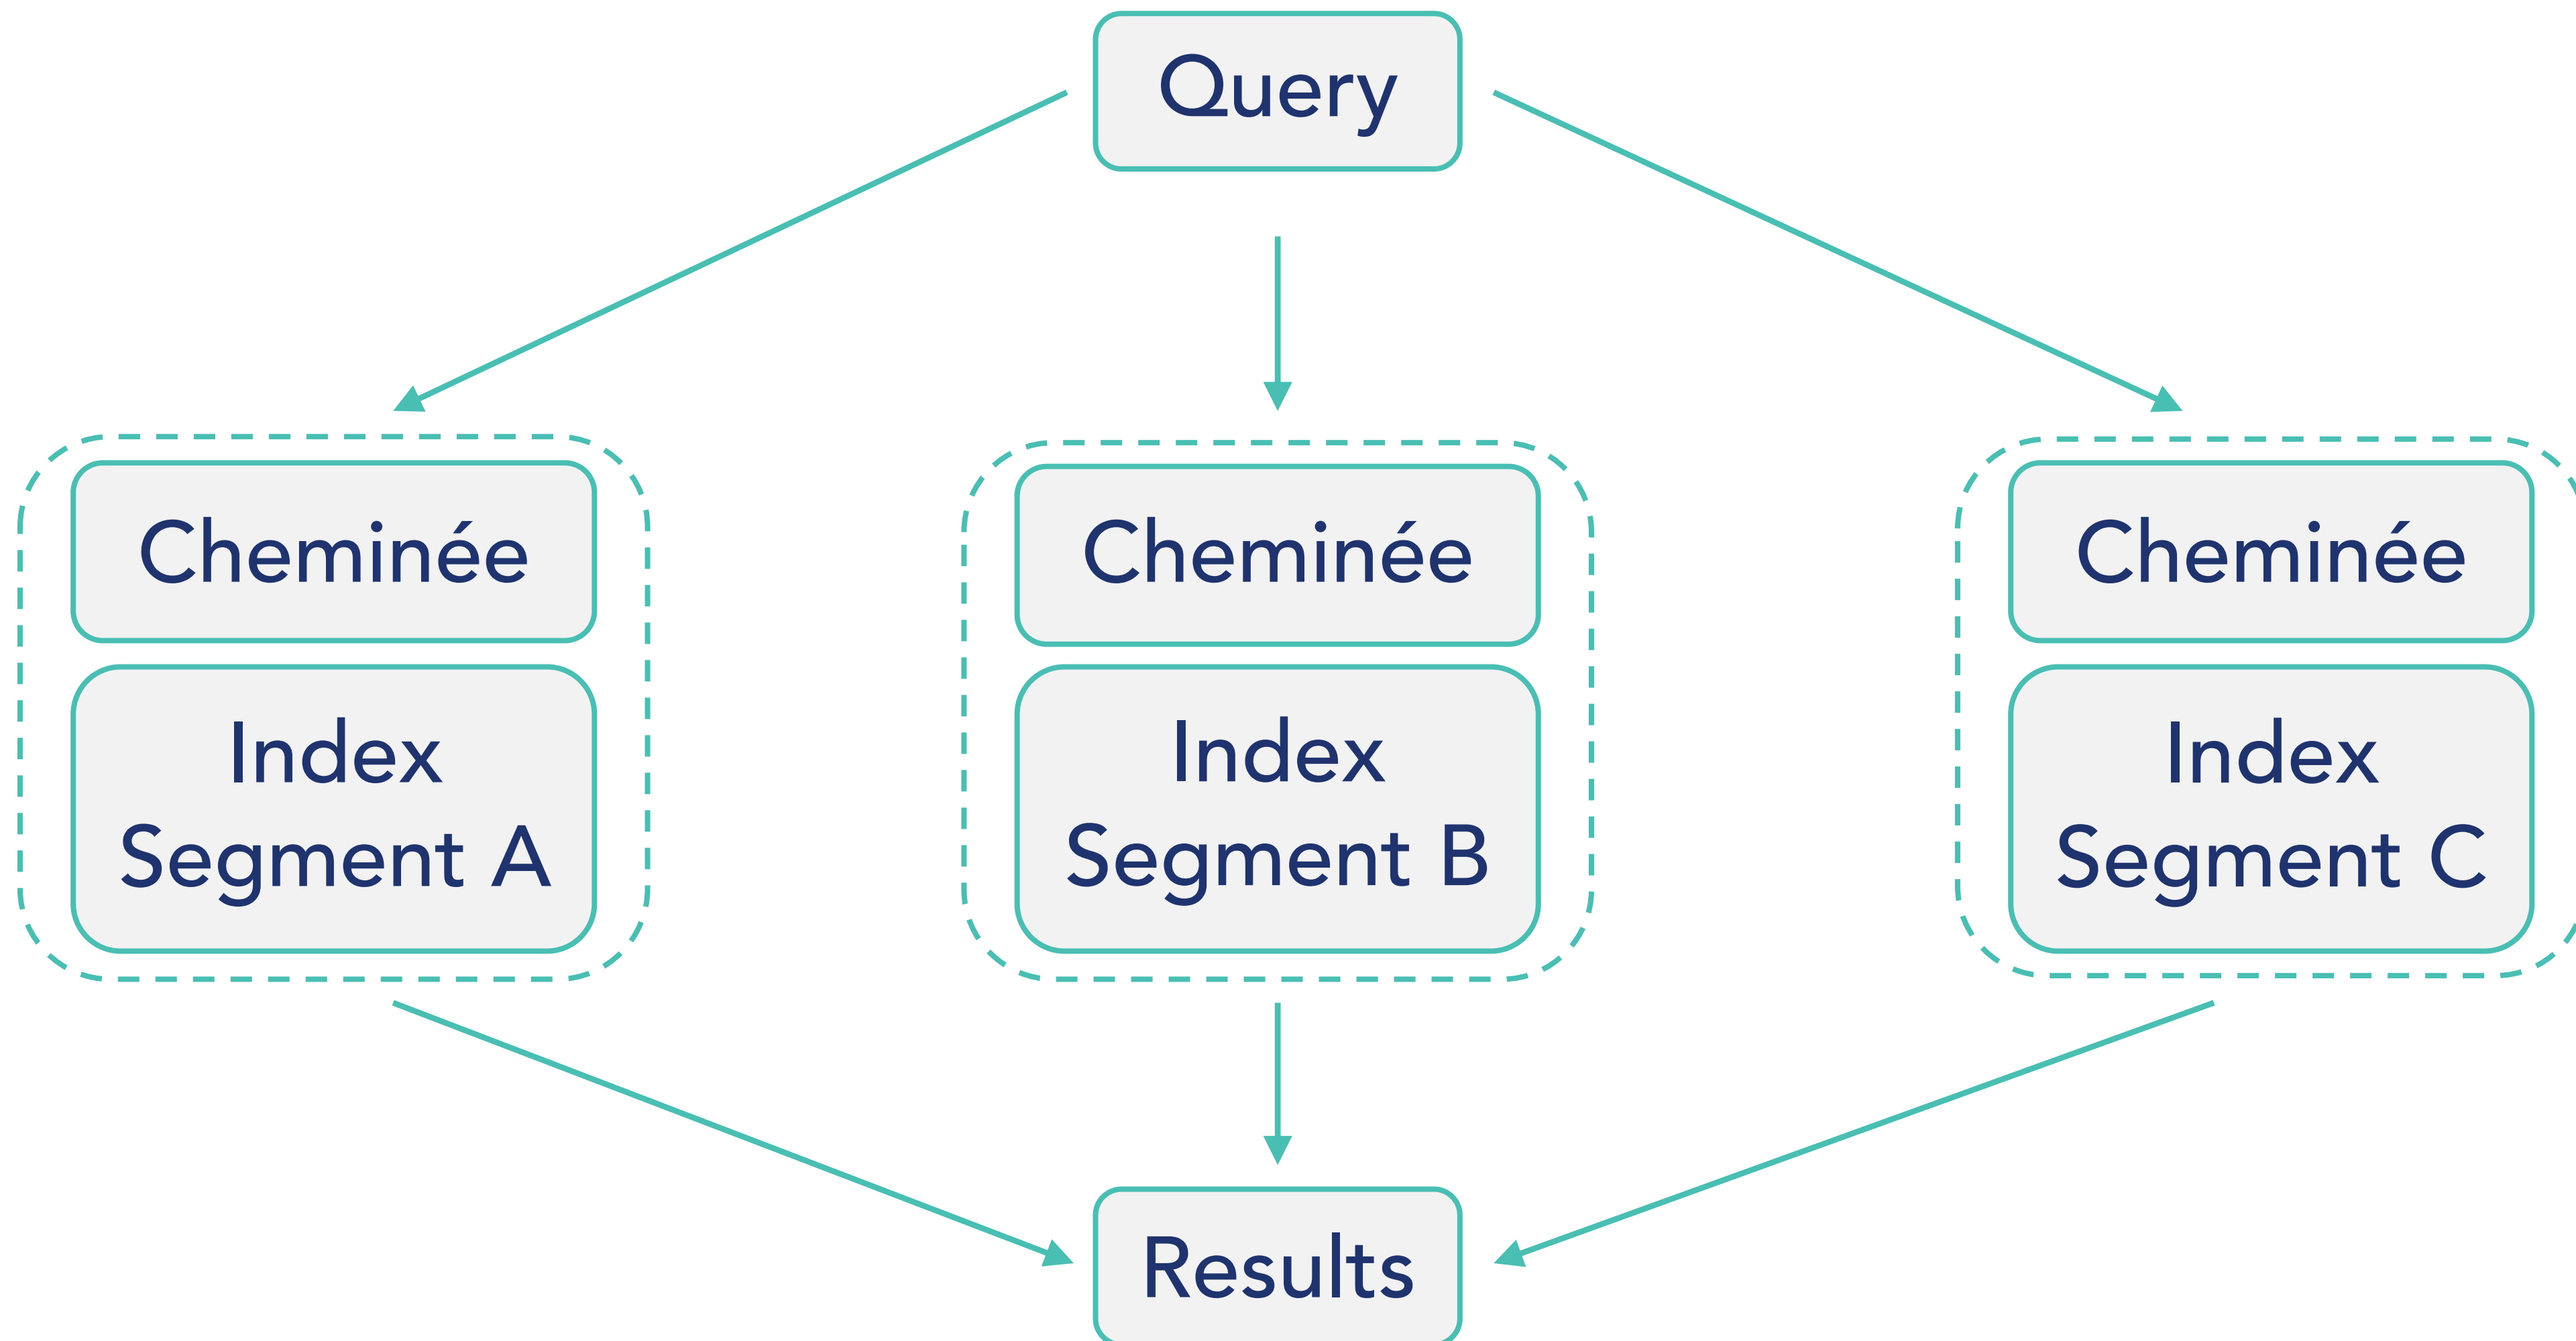 Query
Cheminée
Index
Segment A
Cheminée
Index
Segment B
Cheminée
Index
Segment C
Results